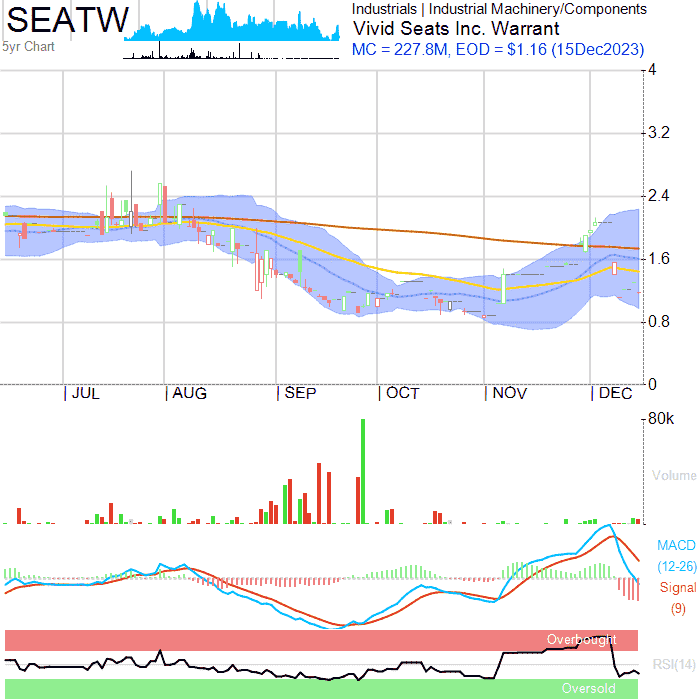 SEATW
5yr Chart
Industrials | Industrial Machinery/Components
Vivid Seats Inc. Warrant
MC = 227.8M, EOD = $1.16 (15Dec2023)
4
3.2
2.4
1.6
0.8
0
JUL
AUG
SEP
OCT
NOV
DEC
80k
Volume
MACD
(12-26)
Signal
(9)
Overbought
RSI(14)
Oversold